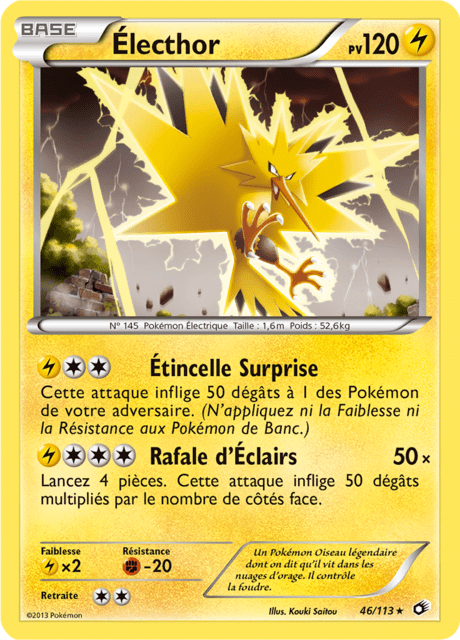 BASE Électhor PV120
N° 145 Pokémon Électrique Taille : 1,6m Poids : 52,6kg
Étincelle Surprise
Cette attaque inflige 50 dégâts à 1 des Pokémon
de votre adversaire. (N'appliquez ni la Faiblesse ni
la Résistance aux Pokémon de Banc.)
Rafale d'Éclairs 50×
Lancez 4 pièces. Cette attaque inflige 50 dégâts
multipliés par le nombre de côtés face.
Faiblesse Résistance
×2 -20
Un Pokémon Oiseau légendaire
dont on dit qu'il vit dans les
nuages d'orage. Il contrôle
la foudre.
Retraite
©2013 Pokémon Illus. Kouki Saitou 46/113 ★